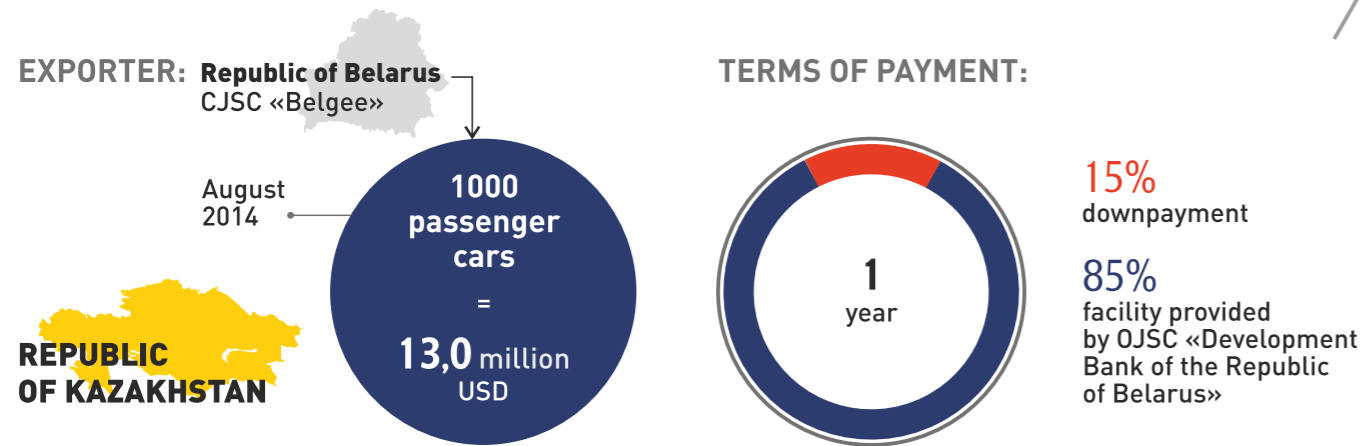 EXPORTER: Republic of Belarus
CJSC «Belgee»
August
2014
1000
passenger
cars
=
13,0 million
USD
REPUBLIC
OF KAZAKHSTAN
TERMS OF PAYMENT:
1
year
15%
downpayment
85%
facility provided
by OJSC «Development
Bank of the Republic
of Belarus»